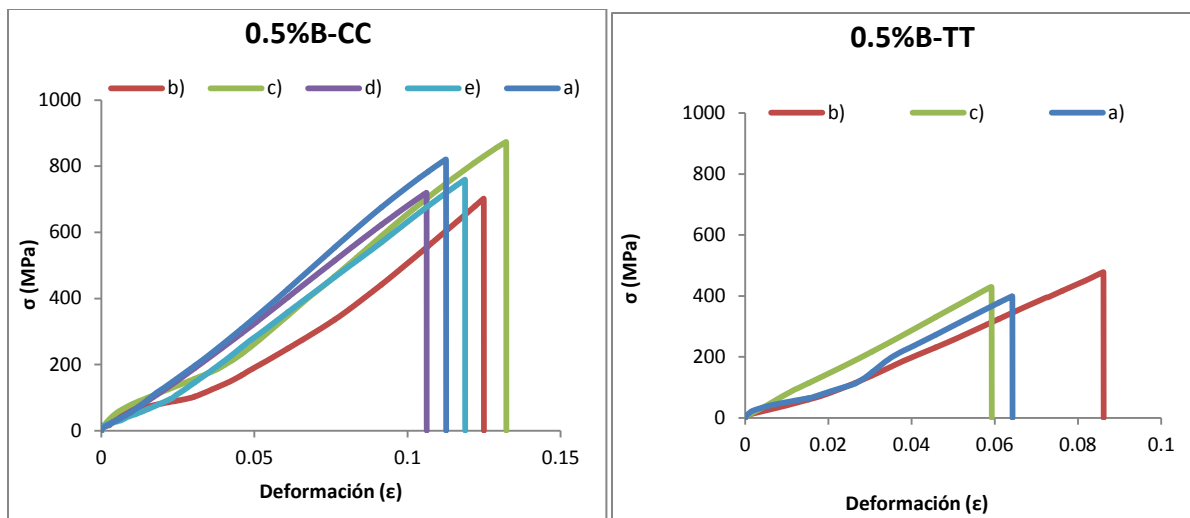 0.5%B-CC
b) c) d) e) a)
1000
800
600
400
200
0
σ (MPa)
0 0.05 0.1 0.15
Deformación (ε)
0.5%B-TT
b) c) a)
1000
800
600
400
200
0
σ (MPa)
0 0.02 0.04 0.06 0.08 0.1
Deformación (ε)